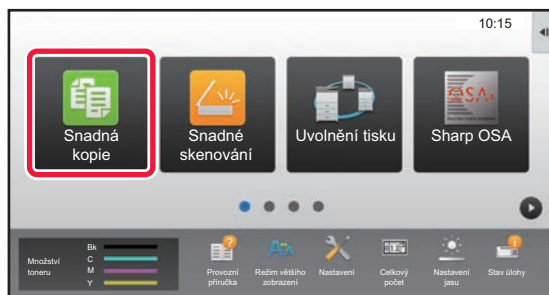 10:15
Snadná
kopie
Snadné
skenování
Uvolnění tisku
Sharp OSA
Množství
toneru
Bk
C
M
Y
Provozní
příručka
Režim většího
zobrazení
Nastavení
Celkový
počet
Nastavení
jasu
Stav úlohy